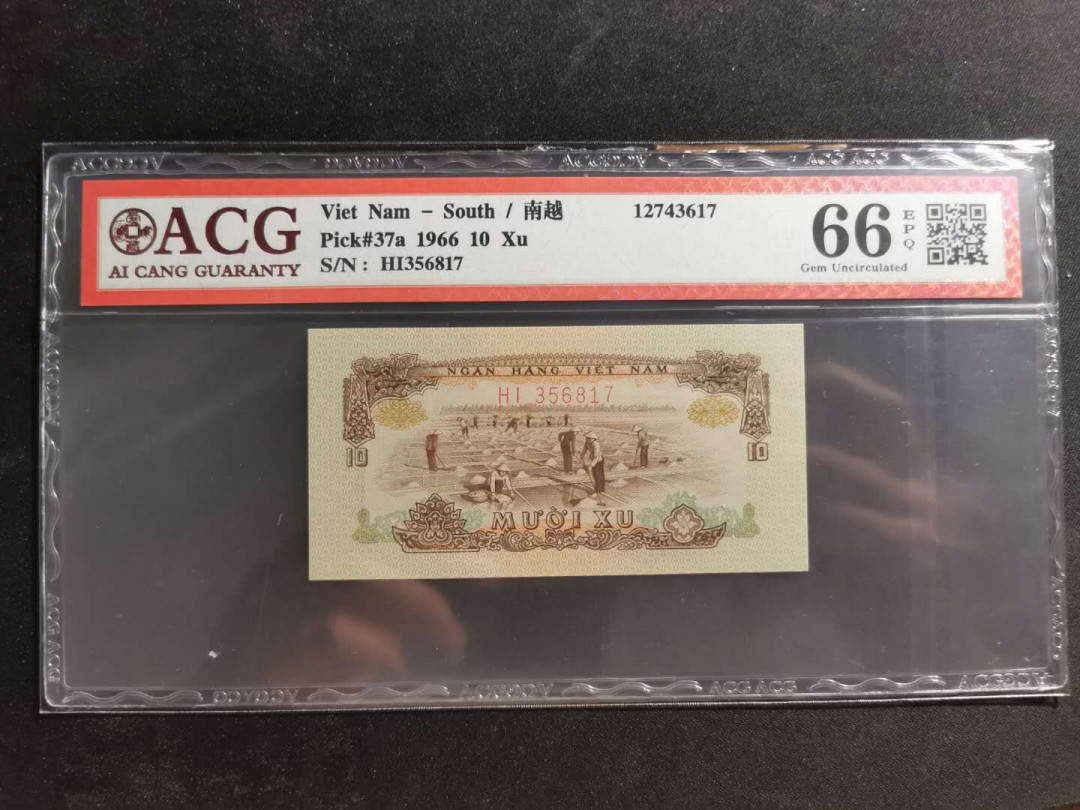 ACG
AI CANG GUARANTY
Viet Nam - South / 南越
Pick#37a 1966 10 Xu
S/N : HI356817
12743617
66
EPQ
Gem Uncirculated
NGÂN HÀNG VIỆT NAM
HI 356817
10
10
MƯỜI XU